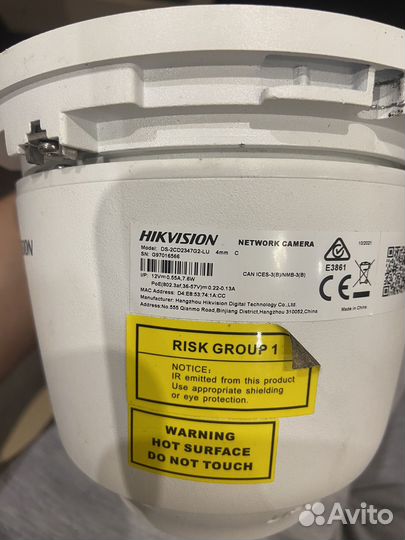 HIKVISION NETWORK CAMERA
Model: DS-2CD2347G2-LU 4mm C
SN: G97016566
I/P: 12V⎓0.55A,7.6W
CAN ICES-3(B)/NMB-3(B)
PoE(802.3af,36-57V)⎓0.22-0.13A
MAC Address: D4:E8:53:74:1A:CC
Manufacturer: Hangzhou Hikvision Digital Technology Co.,Ltd.
Address:No.555 Qianmo Road,Binjiang District,Hangzhou 310052,China
E3861
10/2021
CE
RISK GROUP 1
NOTICE:
IR emitted from this product
Use appropriate shielding
or eye protection.
WARNING
HOT SURFACE
DO NOT TOUCH
Avito